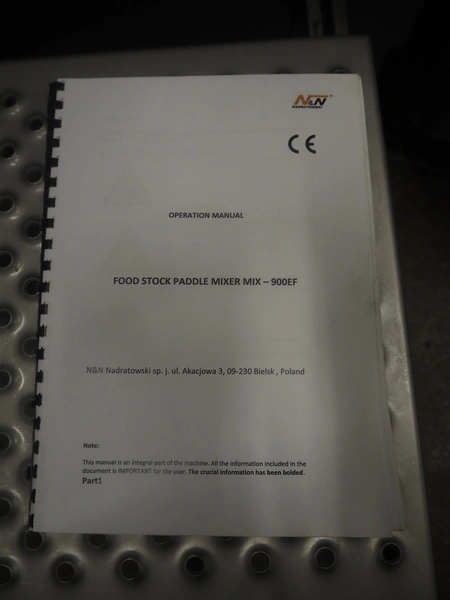 N&N
NADRATOWSKI
CE
OPERATION MANUAL
FOOD STOCK PADDLE MIXER MIX – 900EF
N&N Nadratowski sp. j. ul. Akacjowa 3, 09-230 Bielsk , Poland
Note:
This manual is an integral part of the machine. All the information included in the
document is IMPORTANT for the user. The crucial information has been bolded.
Part1